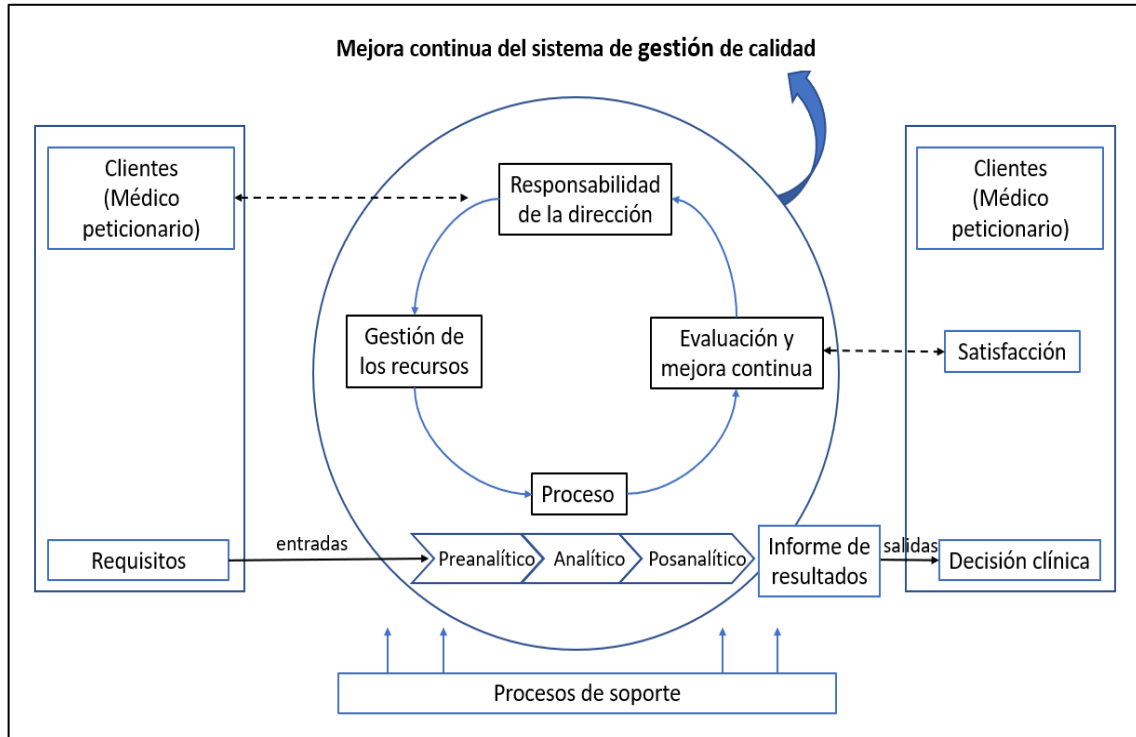 Mejora continua del sistema de gestión de calidad
Clientes
(Médico
peticionario)
Responsabilidad
de la dirección
Clientes
(Médico
peticionario)
Gestión de
los recursos
Evaluación y
mejora continua
Satisfacción
Proceso
Requisitos
entradas
Preanalítico
Analítico
Posanalítico
Informe de
resultados
salidas
Decisión clínica
Procesos de soporte